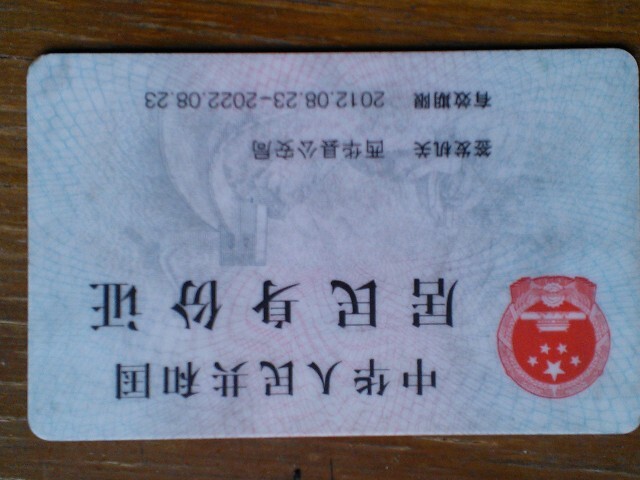 中华人民共和国
居民身份证
签发机关 西华县公安局
有效期限 2012.08.23-2022.08.23